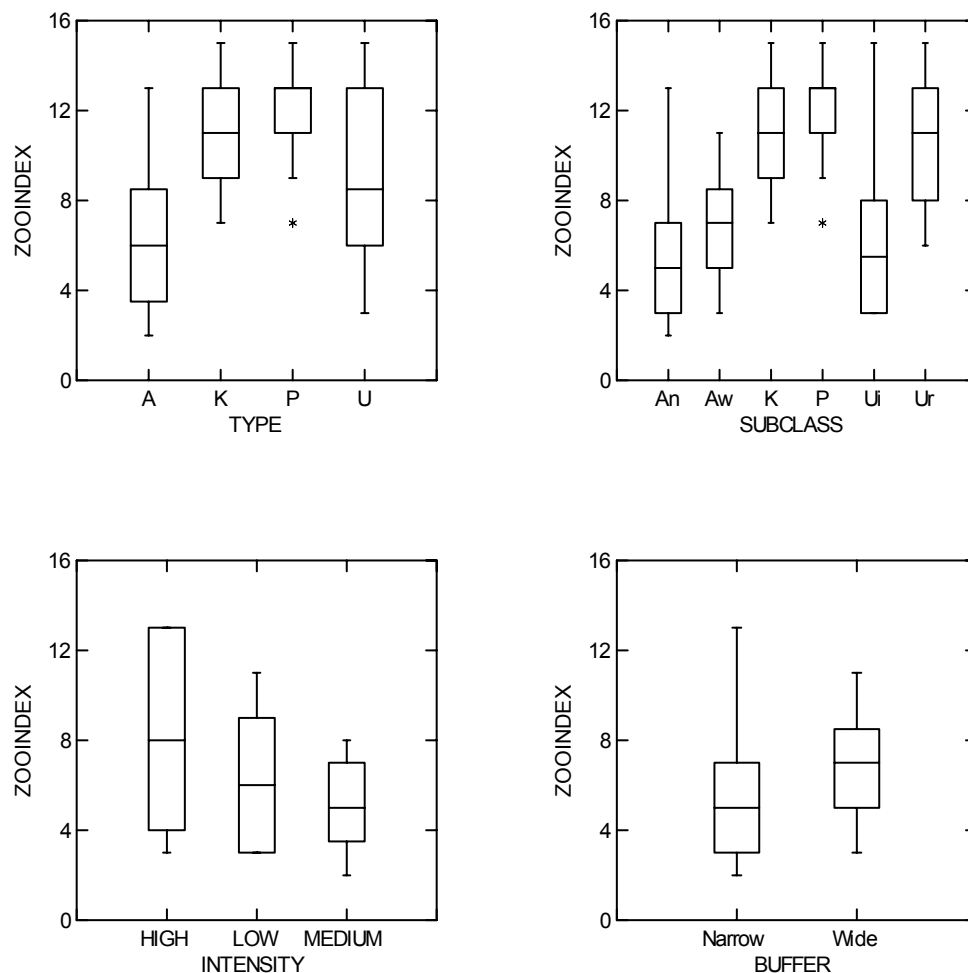 16
12
ZOOINDEX
8
4
0
A K P U
TYPE
16
12
ZOOINDEX
8
4
0
An Aw K P Ui Ur
SUBCLASS
16
12
ZOOINDEX
8
4
0
HIGH LOW MEDIUM
INTENSITY
16
12
ZOOINDEX
8
4
0
Narrow Wide
BUFFER